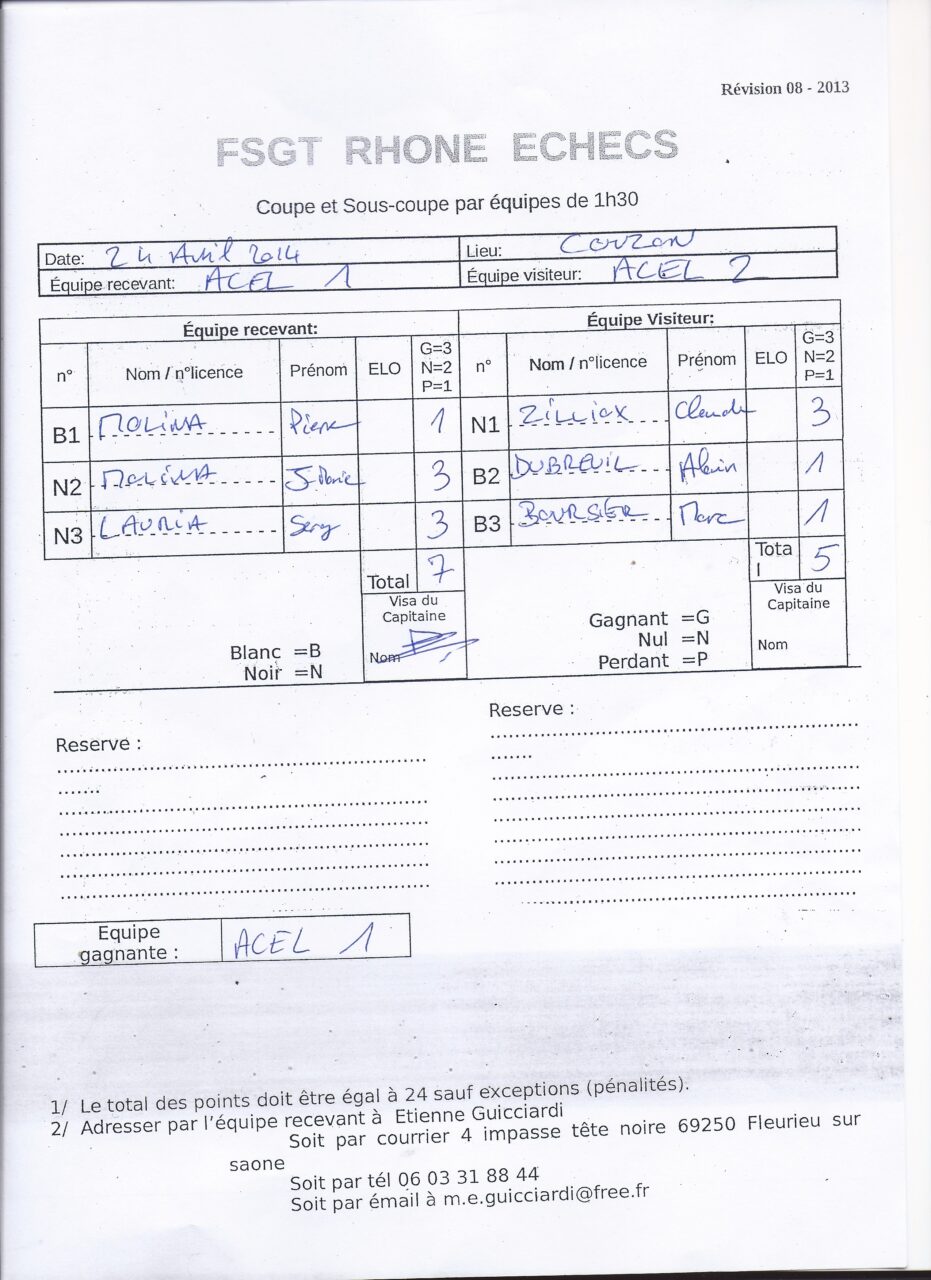 Révision 08 - 2013
FSGT RHONE ECHECS
Coupe et Sous-coupe par équipes de 1h30
Date: 24 Avril 2014 Lieu: COUZON
Équipe recevant: ACEL 1 Équipe visiteur: ACEL 2
Équipe recevant: Équipe Visiteur:
n° Nom / n°licence Prénom ELO G=3 N=2 P=1 n° Nom / n°licence Prénom ELO G=3 N=2 P=1
B1 MOLINA Pierre 1 N1 ZILLIOX Claude 3
N2 MOLINA J-Marie 3 B2 DUBREUIL Alain 1
N3 LAURIA Serg 3 B3 BOURSIER Marc 1
Total 7 Tota l 5
Visa du Capitaine Visa du Capitaine
Nom Nom
Blanc =B
Noir =N
Gagnant =G
Nul =N
Perdant =P
Reserve : Reserve :
Equipe gagnante : ACEL 1
1/ Le total des points doit être égal à 24 sauf exceptions (pénalités).
2/ Adresser par l'équipe recevant à Etienne Guicciardi
Soit par courrier 4 impasse tête noire 69250 Fleurieu sur
saone
Soit par tél 06 03 31 88 44
Soit par émail à m.e.guicciardi@free.fr